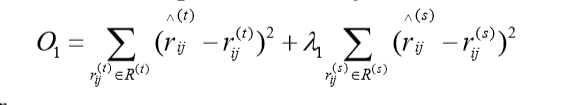 O_1 = \sum_{r_{ij}^{(t)} \in R^{(t)}} (\hat{r}_{ij}^{(t)} - r_{ij}^{(t)})^2 + \lambda_1 \sum_{r_{ij}^{(s)} \in R^{(s)}} (\hat{r}_{ij}^{(s)} - r_{ij}^{(s)})^2